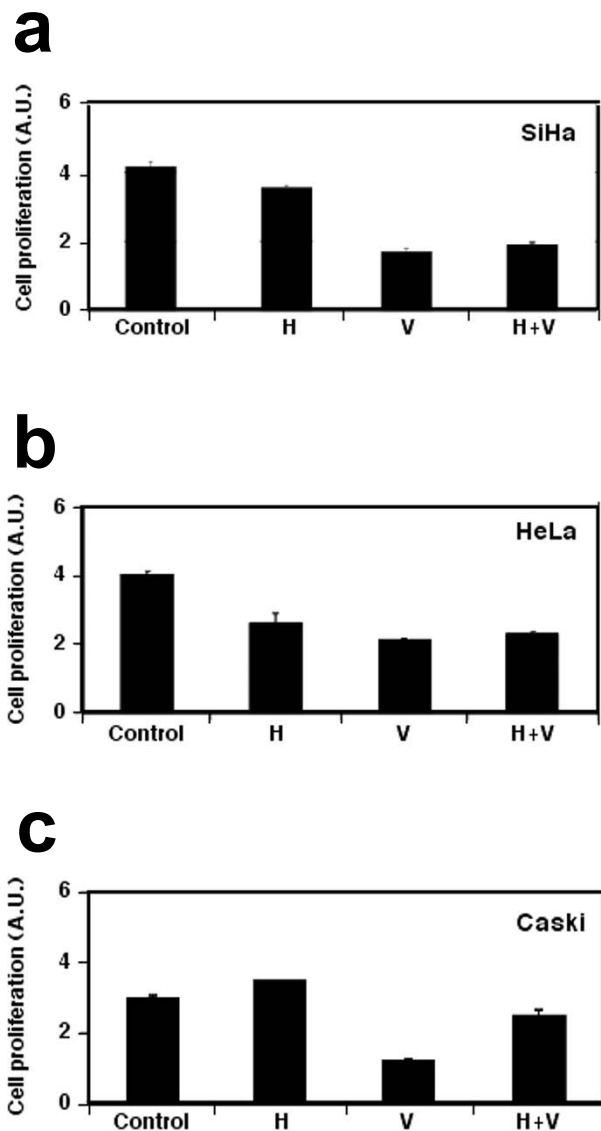 a
Cell proliferation (A.U.)
6
4
2
0
SiHa
Control H V H+V
b
Cell proliferation (A.U.)
6
4
2
0
HeLa
Control H V H+V
c
Cell proliferation (A.U.)
6
4
2
0
Caski
Control H V H+V